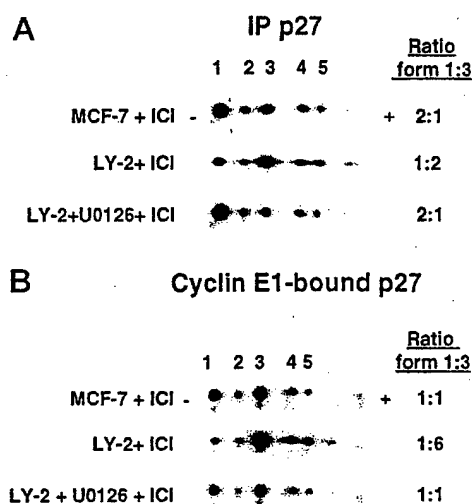 A IP p27
Ratio
1 2 3 4 5 form 1:3
MCF-7 + ICI - + 2:1
LY-2+ ICI 1:2
LY-2+U0126+ ICI 2:1
B Cyclin E1-bound p27
Ratio
1 2 3 4 5 form 1:3
MCF-7 + ICI - + 1:1
LY-2+ ICI 1:6
LY-2 + U0126 + ICI 1:1